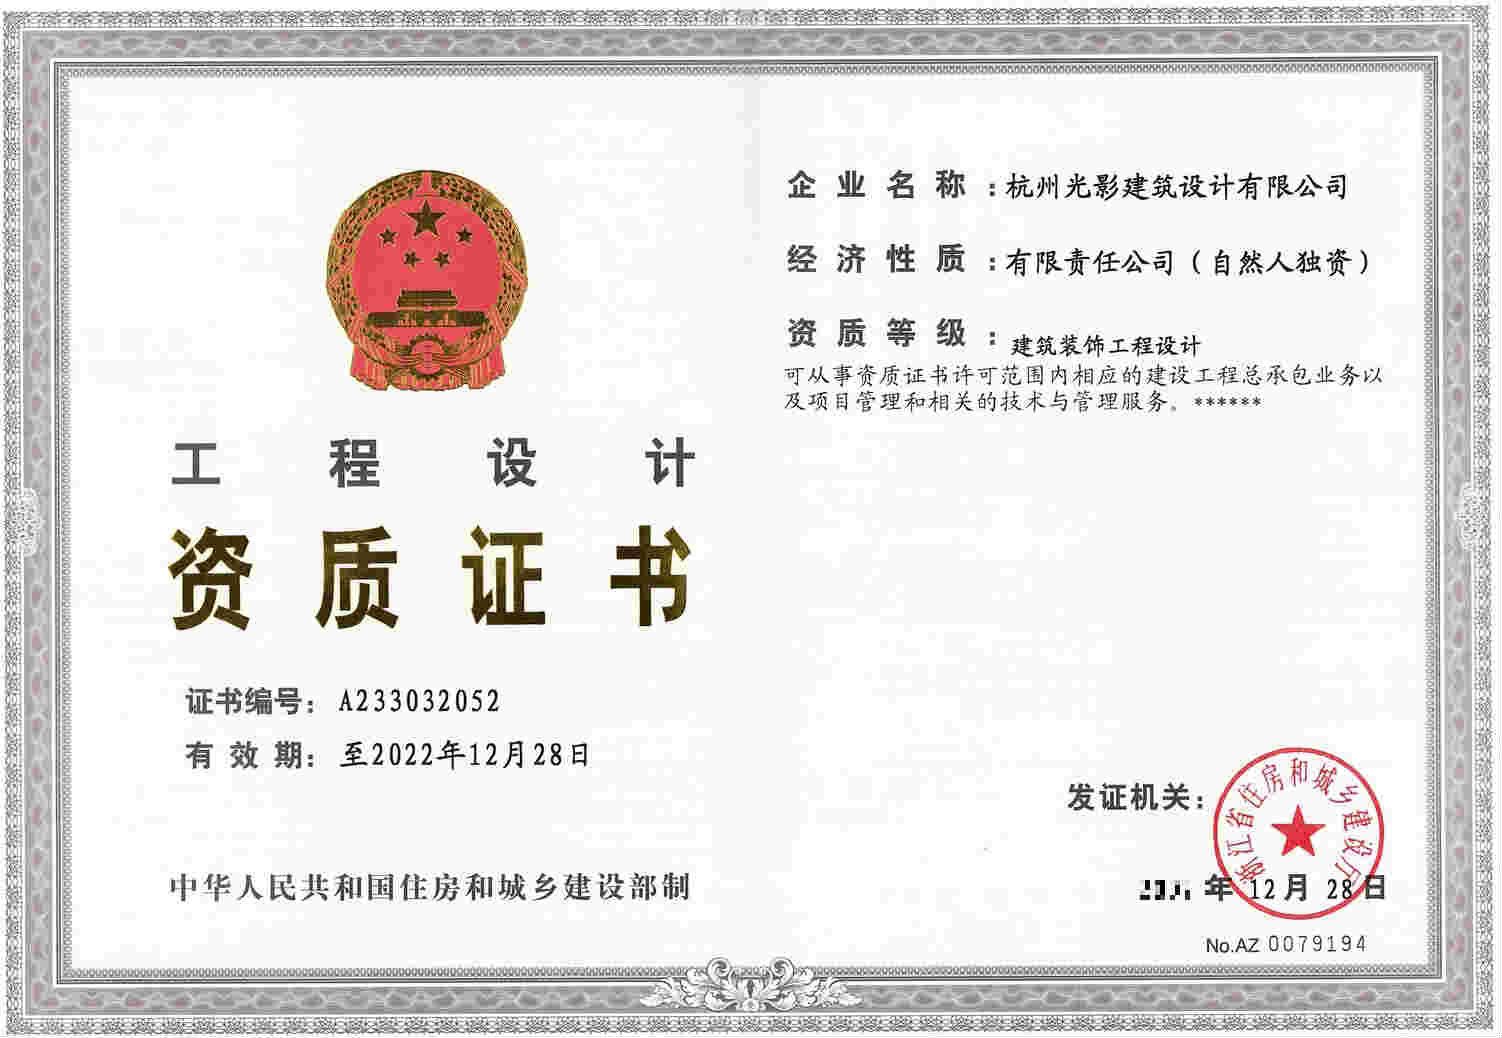 工程设计
资质证书
证书编号：A233032052
有效期：至2022年12月28日
中华人民共和国住房和城乡建设部制
企业名称：杭州光影建筑设计有限公司
经济性质：有限责任公司（自然人独资）
资质等级：建筑装饰工程设计
可从事资质证书许可范围内相应的建设工程总承包业务以
及项目管理和相关的技术与管理服务。******
发证机关：
浙江省住房和城乡建设厅
年12月28日
No.AZ 0079194